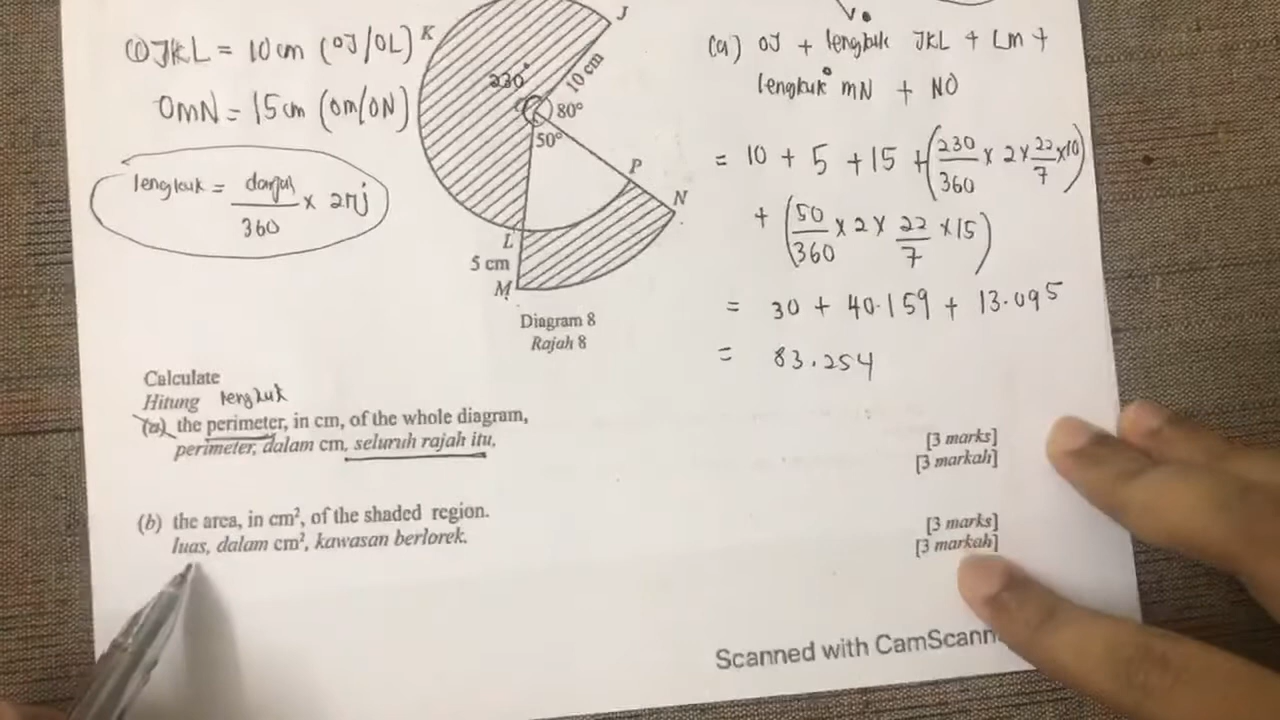 ① JKL = 10 cm (OJ/OL)
OMN = 15 cm (OM/ON)
lengkuk = darjah/360 × 2πj
K
J
230°
10 cm
80°
50°
P
N
L
5 cm
M
Diagram 8
Rajah 8
(a) OJ + lengkuk JKL + LM +
lengkuk MN + NO
= 10 + 5 + 15 + (230/360 × 2 × 22/7 × 10)
+ (50/360 × 2 × 22/7 × 15)
= 30 + 40.159 + 13.095
= 83.254
Calculate
Hitung lengkuk
(a) the perimeter, in cm, of the whole diagram,
perimeter, dalam cm, seluruh rajah itu,
[3 marks]
[3 markah]
(b) the area, in cm², of the shaded region.
luas, dalam cm², kawasan berlorek.
[3 marks]
[3 markah]
Scanned with CamScann